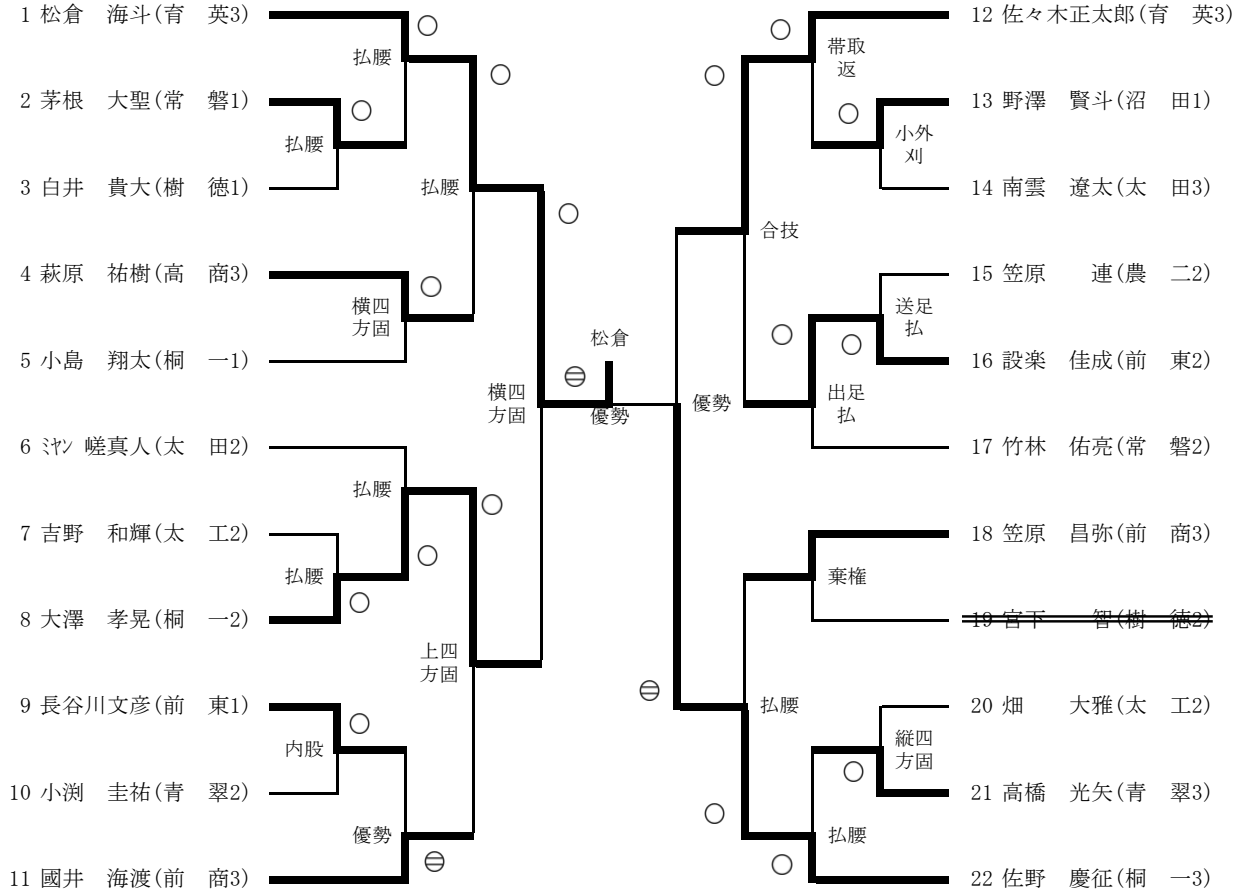 1 松倉　海斗(育　英3)
払腰
2 茅根　大聖(常　磐1)
払腰
3 白井　貴大(樹　徳1)
払腰
4 萩原　祐樹(高　商3)
横四
方固
5 小島　翔太(桐　一1)
横四
方固
6 ﾐﾔﾝ 嵯真人(太　田2)
払腰
7 吉野　和輝(太　工2)
払腰
8 大澤　孝晃(桐　一2)
上四
方固
9 長谷川文彦(前　東1)
内股
10 小渕　圭祐(青　翠2)
優勢
11 國井　海渡(前　商3)
松倉
優勢
12 佐々木正太郎(育　英3)
帯取
返
13 野澤　賢斗(沼　田1)
小外
刈
14 南雲　遼太(太　田3)
合技
15 笠原　　連(農　二2)
送足
払
16 設楽　佳成(前　東2)
優勢
出足
払
17 竹林　佑亮(常　磐2)
18 笠原　昌弥(前　商3)
棄権
19 宮下　　智(樹　徳2)
払腰
20 畑　　大雅(太　工2)
縦四
方固
21 高橋　光矢(青　翠3)
払腰
22 佐野　慶征(桐　一3)